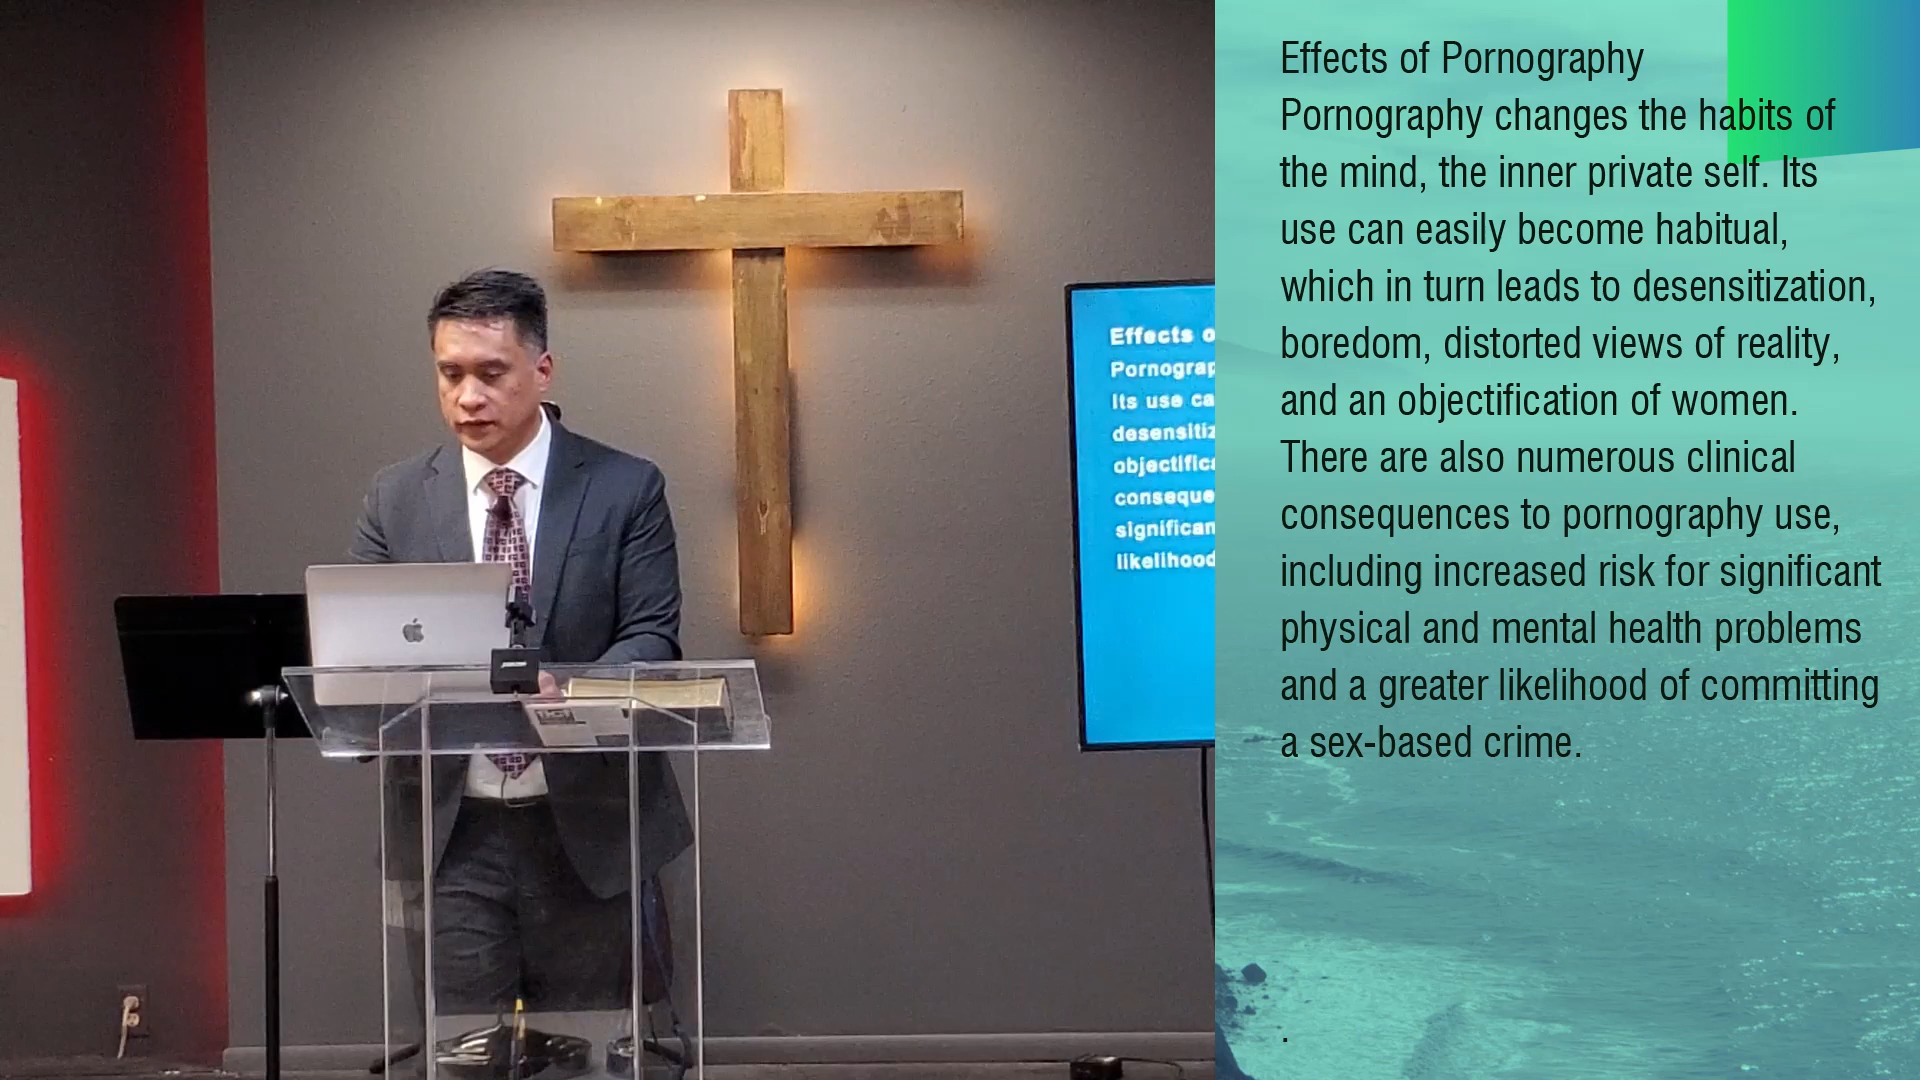 Effects of Pornography
Pornography changes the habits of
the mind, the inner private self. Its
use can easily become habitual,
which in turn leads to desensitization,
boredom, distorted views of reality,
and an objectification of women.
There are also numerous clinical
consequences to pornography use,
including increased risk for significant
physical and mental health problems
and a greater likelihood of committing
a sex-based crime.
.
Effects o
Pornograp
Its use ca
desensitiz
objectifica
conseque
significan
likelihood